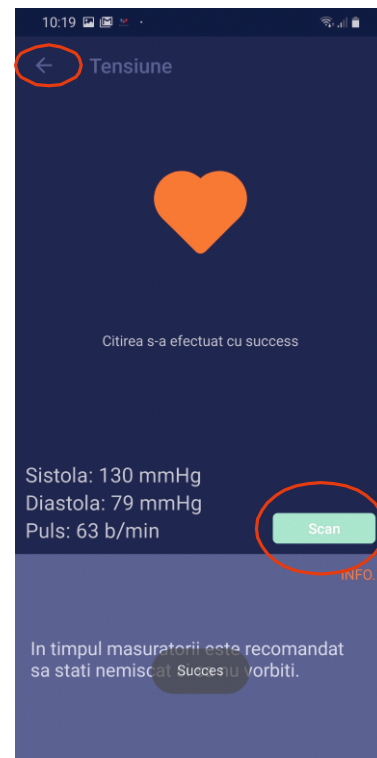 10:19
Tensiune
Citirea s-a efectuat cu success
Sistola: 130 mmHg
Diastola: 79 mmHg
Puls: 63 b/min
Scan
INFO.
In timpul masuratorii este recomandat
sa stati nemiscat vorbiti.
Succes